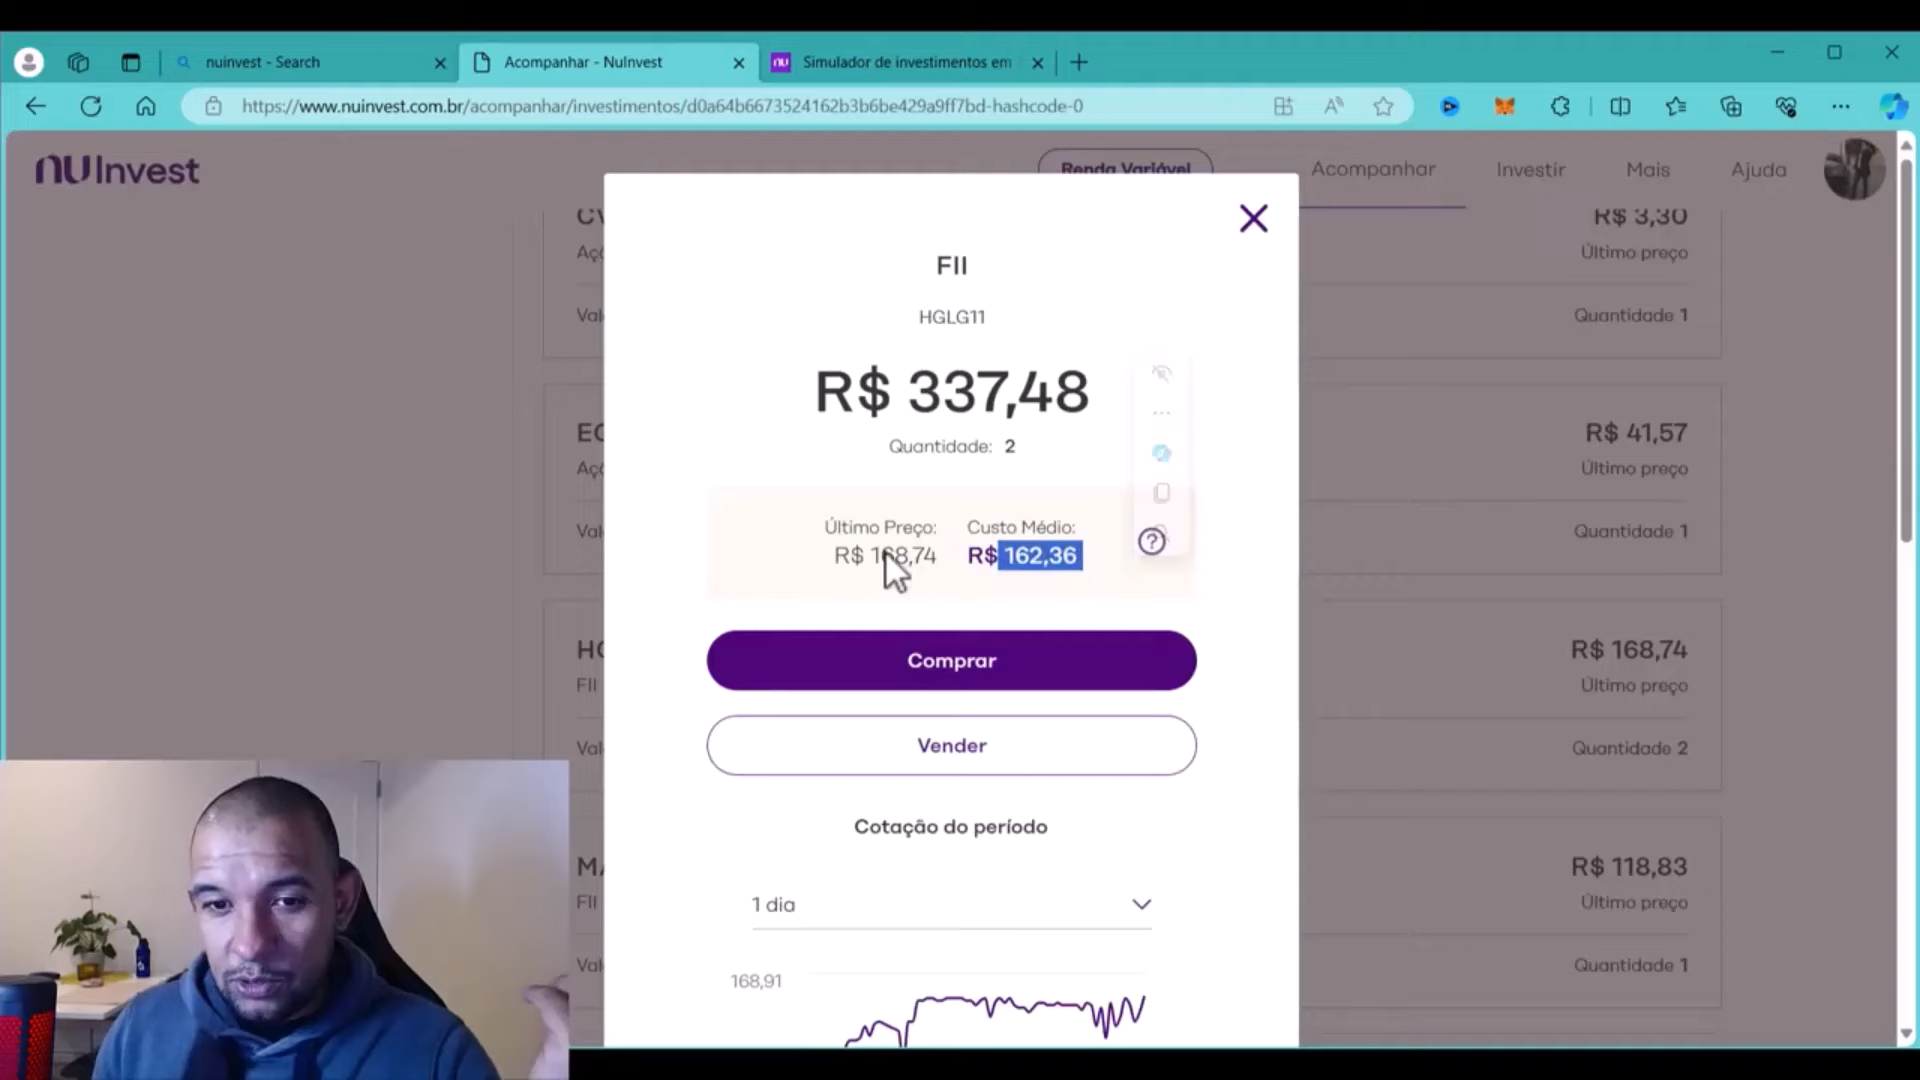 nuinvest - Search
Acompanhar - NuInvest
nu Simulador de investimentos em
https://www.nuinvest.com.br/acompanhar/investimentos/d0a64b6673524162b3b6be429a9ff7bd-hashcode-0
nuInvest
Renda Variável
Acompanhar
Investir
Mais
Ajuda
R$ 3,30
Último preço
Quantidade 1
FII
HGLG11
R$ 337,48
Quantidade: 2
Último Preço:
R$ 168,74
Custo Médio:
R$ 162,36
?
Comprar
Vender
Cotação do período
1 dia
168,91
R$ 41,57
Último preço
Quantidade 1
FII
R$ 168,74
Último preço
Quantidade 2
FII
R$ 118,83
Último preço
Quantidade 1